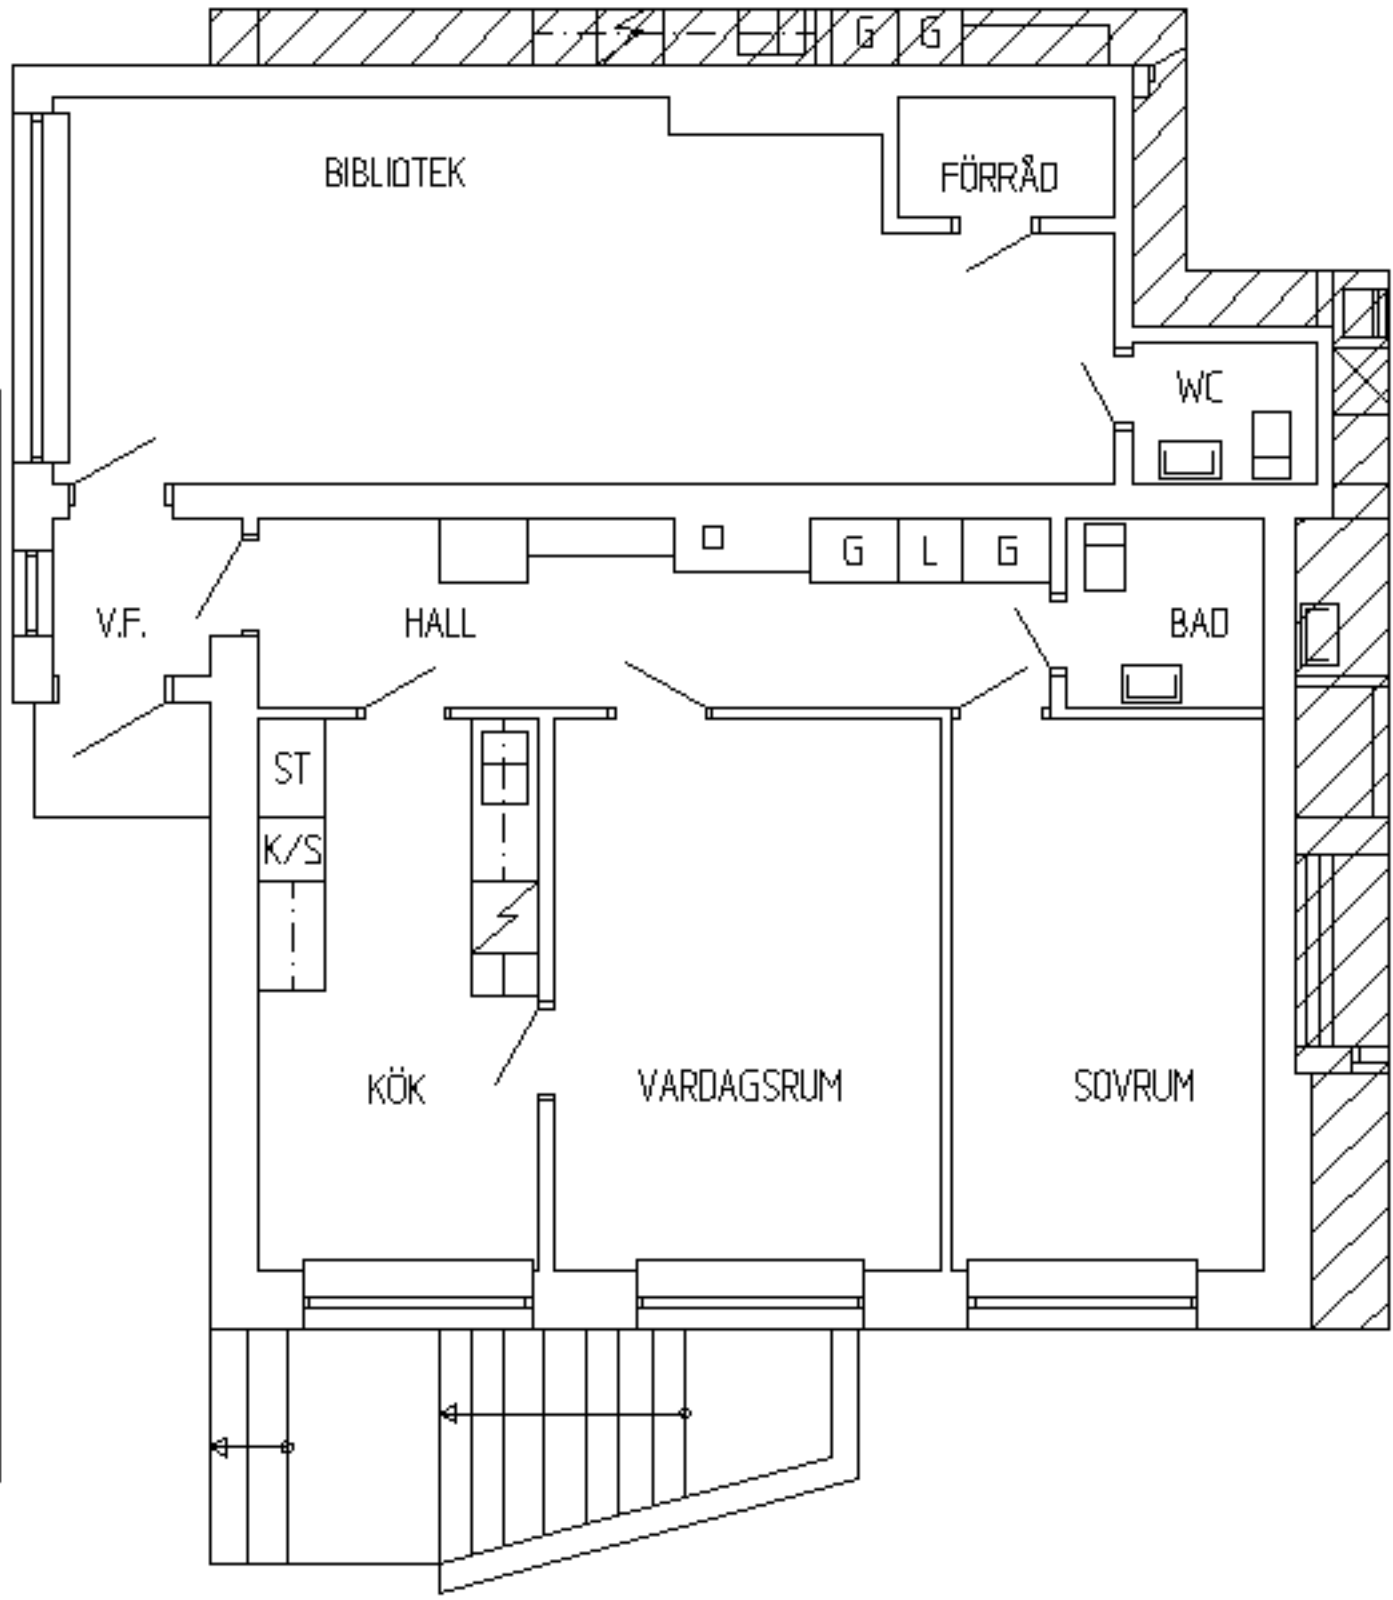 G G
BIBLIOTEK
FÖRRÅD
WC
G L G
V.F.
HALL
BAD
ST
K/S
KÖK
VARDAGSRUM
SOVRUM